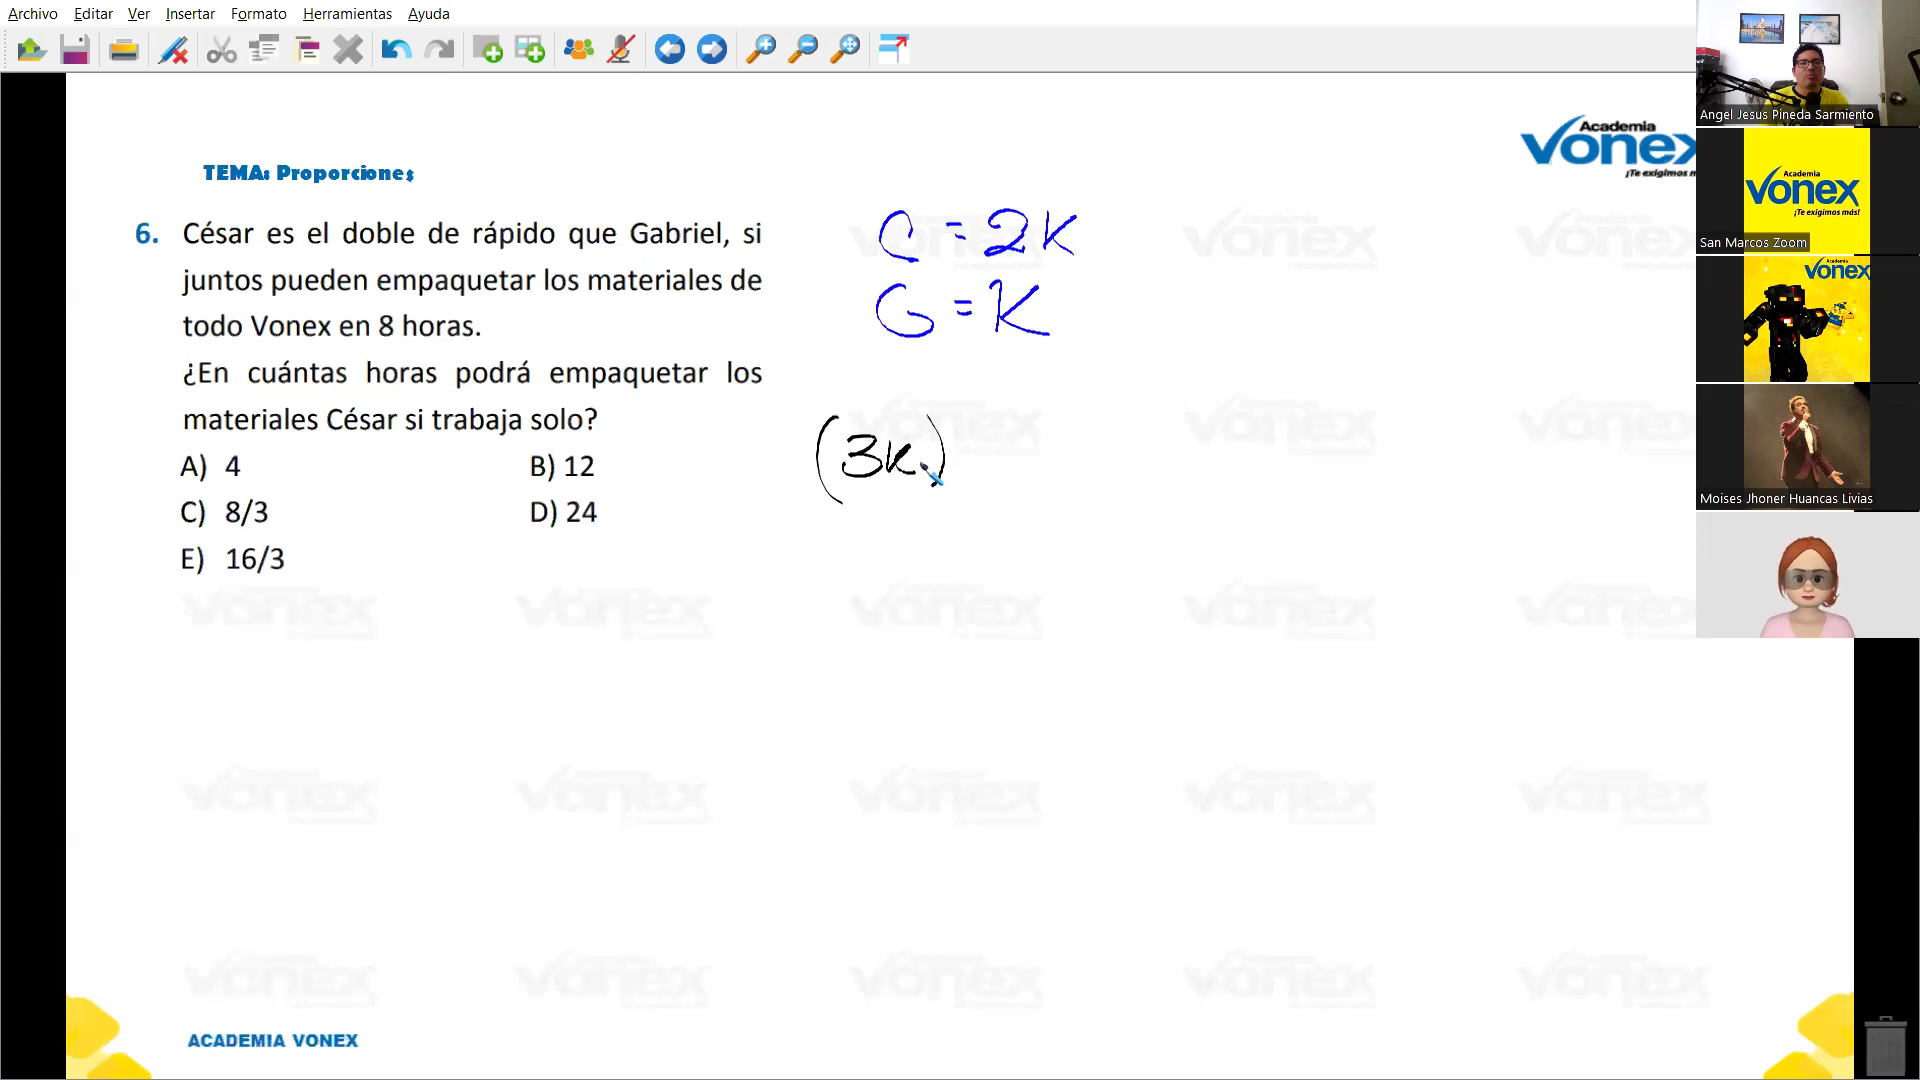 Archivo Editar Ver Insertar Formato Herramientas Ayuda
Academia
Vonex
TEMA: Proporciones
6. César es el doble de rápido que Gabriel, si
juntos pueden empaquetar los materiales de
todo Vonex en 8 horas.
¿En cuántas horas podrá empaquetar los
materiales César si trabaja solo?
A) 4 B) 12
C) 8/3 D) 24
E) 16/3
C = 2K
G = K
(3K)
ACADEMIA VONEX
Angel Jesus Pineda Sarmiento
Academia
Vonex
¡Te exigimos más!
San Marcos Zoom
Academia
Vonex
Moises Jhoner Huancas Livias